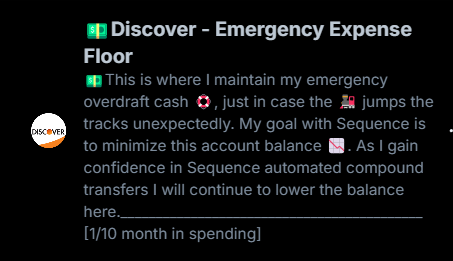 💵Discover - Emergency Expense
Floor
💵This is where I maintain my emergency
overdraft cash 🛟, just in case the 🚂 jumps the
tracks unexpectedly. My goal with Sequence is
to minimize this account balance 📉. As I gain
DISCOVER
confidence in Sequence automated compound
transfers I will continue to lower the balance
here.___________________________________________
[1/10 month in spending]